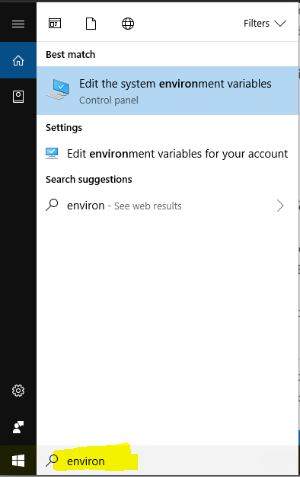 Filters
Best match
Edit the system environment variables
Control panel
Settings
Edit environment variables for your account
Search suggestions
environ - See web results
environ